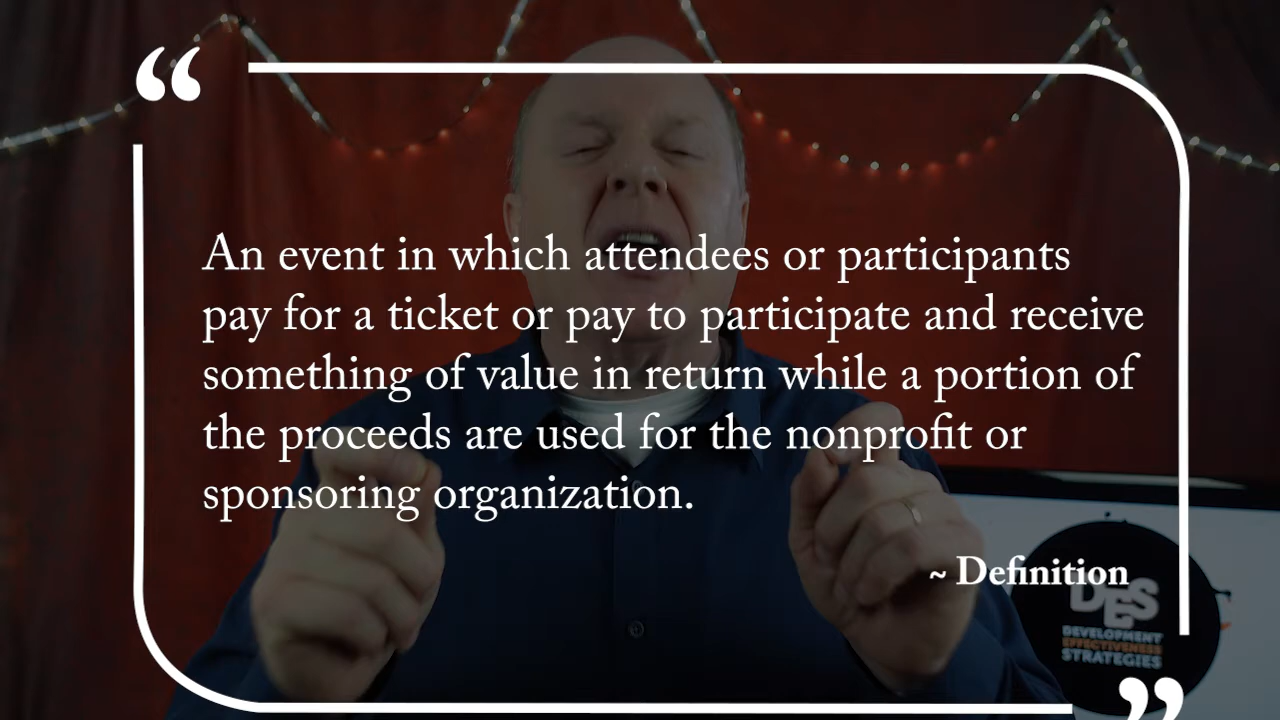 “
An event in which attendees or participants
pay for a ticket or pay to participate and receive
something of value in return while a portion of
the proceeds are used for the nonprofit or
sponsoring organization.
~ Definition
DES
DEVELOPMENT
EFFECTIVENESS
STRATEGIES
”